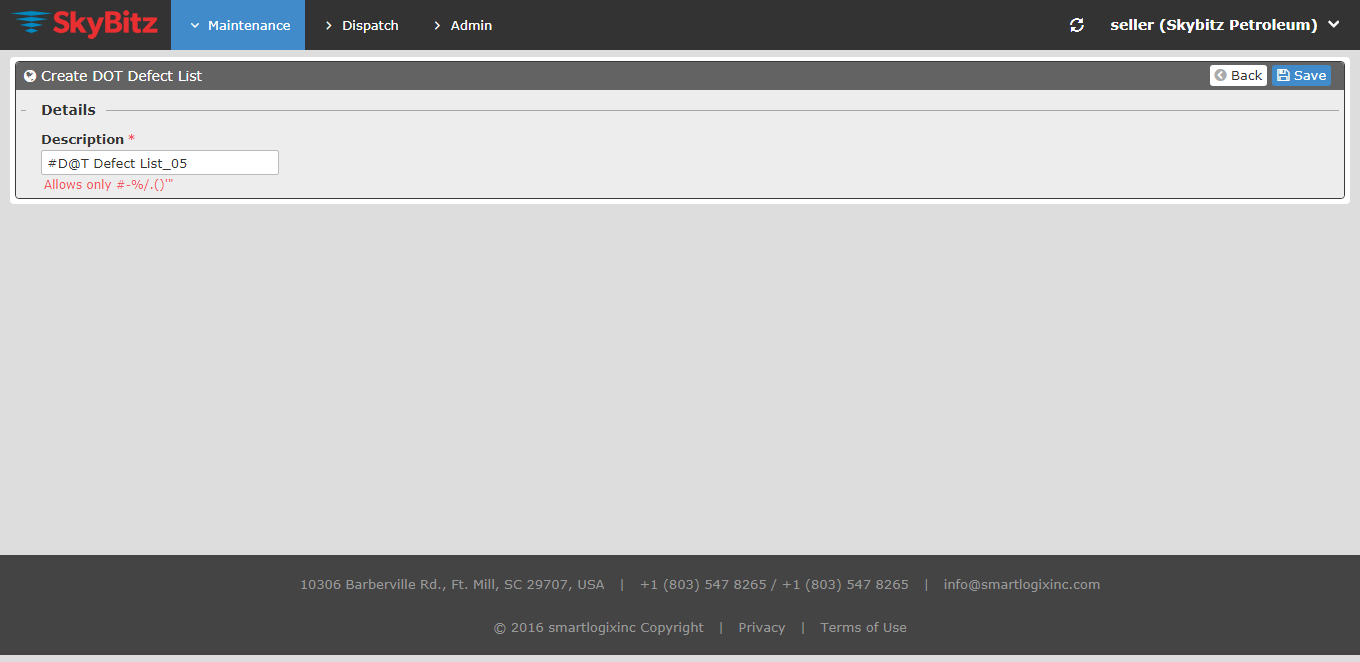 SkyBitz Maintenance Dispatch Admin seller (Skybitz Petroleum)
Create DOT Defect List Back Save
Details
Description *
#D@T Defect List_05
Allows only #-%/.()'"
10306 Barberville Rd., Ft. Mill, SC 29707, USA | +1 (803) 547 8265 / +1 (803) 547 8265 | info@smartlogixinc.com
© 2016 smartlogixinc Copyright | Privacy | Terms of Use